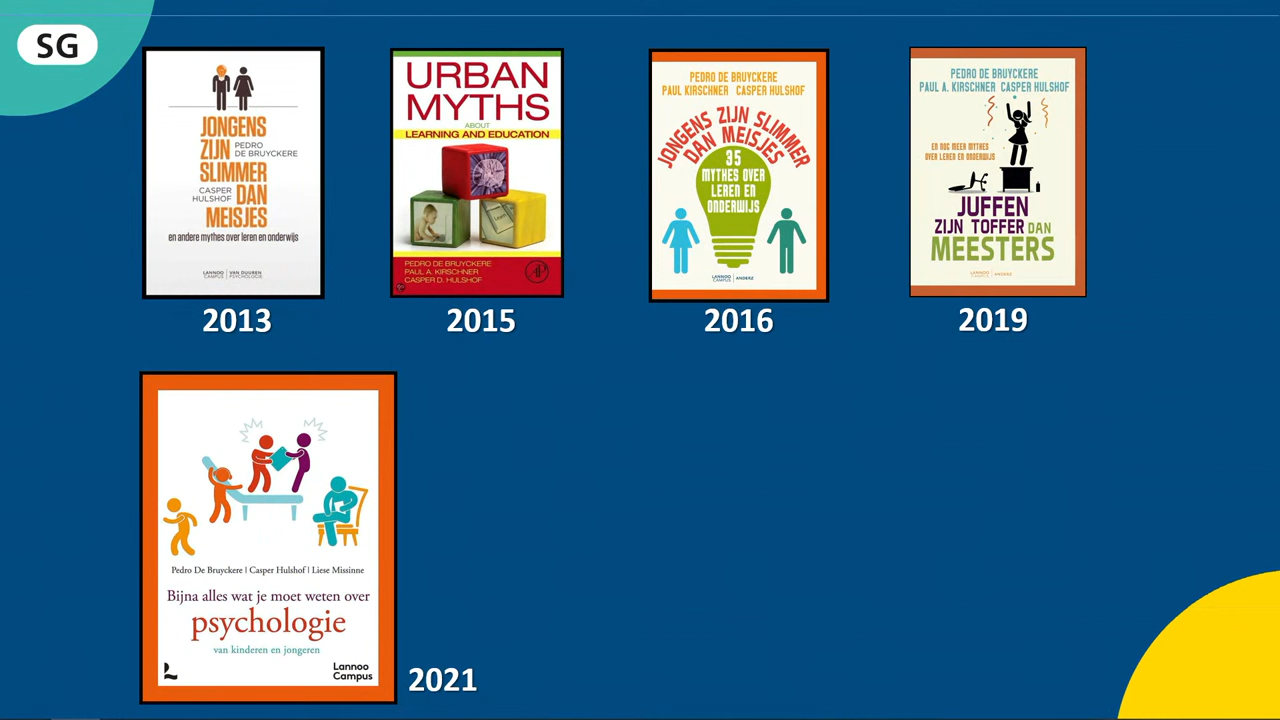 SG
JONGENS
ZIJN
PEDRO
DE BRUYCKERE
SLIMMER
CASPER
HULSHOF
DAN
MEISJES
en andere mythes over leren en onderwijs
LANNOO
CAMPUS
VAN DUUREN
PSYCHOLOGIE
2013
URBAN
MYTHS
ABOUT
LEARNING AND EDUCATION
PEDRO DE BRUYCKERE
PAUL A. KIRSCHNER
CASPER D. HULSHOF
2015
PEDRO DE BRUYCKERE
PAUL KIRSCHNER CASPER HULSHOF
JONGENS ZIJN SLIMMER
DAN MEISJES
35
MYTHES OVER
LEREN EN
ONDERWIJS
LANNOO
CAMPUS
ANDERZ
2016
PEDRO DE BRUYCKERE
PAUL A. KIRSCHNER CASPER HULSHOF
EN NOG MEER MYTHES
OVER LEREN EN ONDERWIJS
JUFFEN
ZIJN TOFFER DAN
MEESTERS
LANNOO
CAMPUS
ANDERZ
2019
Pedro De Bruyckere | Casper Hulshof | Liese Missinne
Bijna alles wat je moet weten over
psychologie
van kinderen en jongeren
Lannoo
Campus
2021